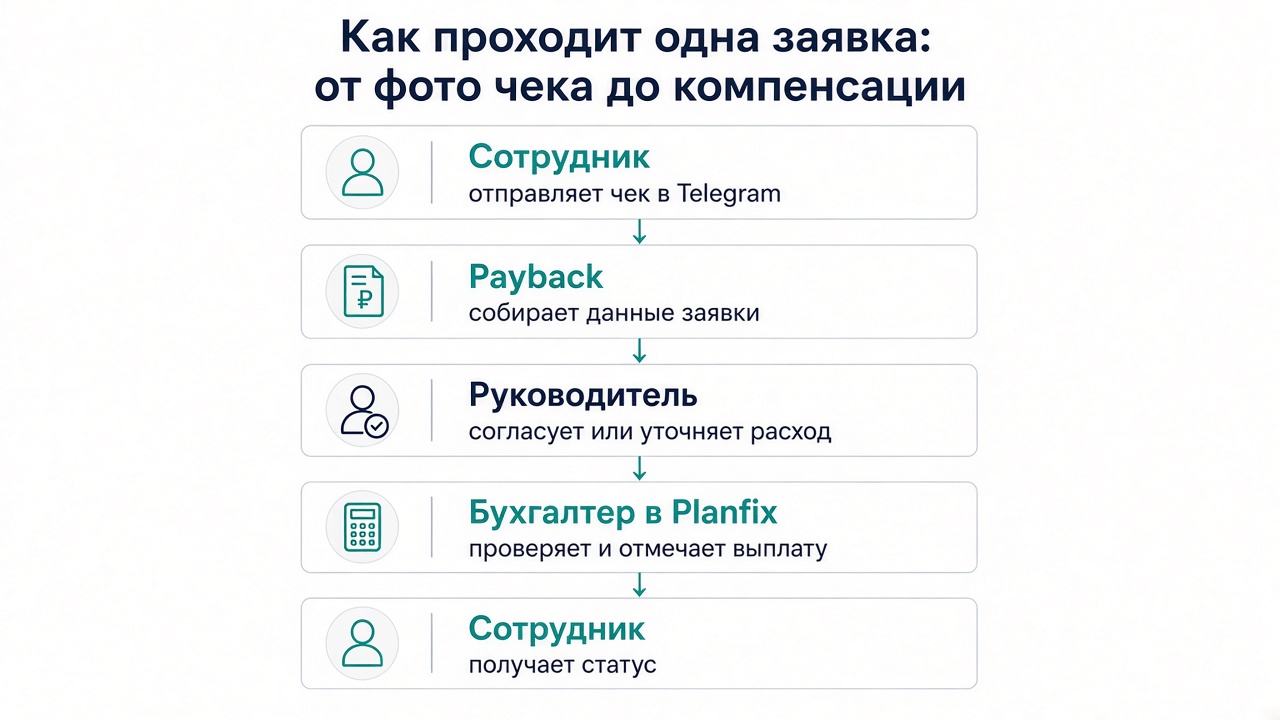 Как проходит одна заявка:
от фото чека до компенсации
Сотрудник
отправляет чек в Telegram
Payback
собирает данные заявки
Руководитель
согласует или уточняет расход
Бухгалтер в Planfix
проверяет и отмечает выплату
Сотрудник
получает статус